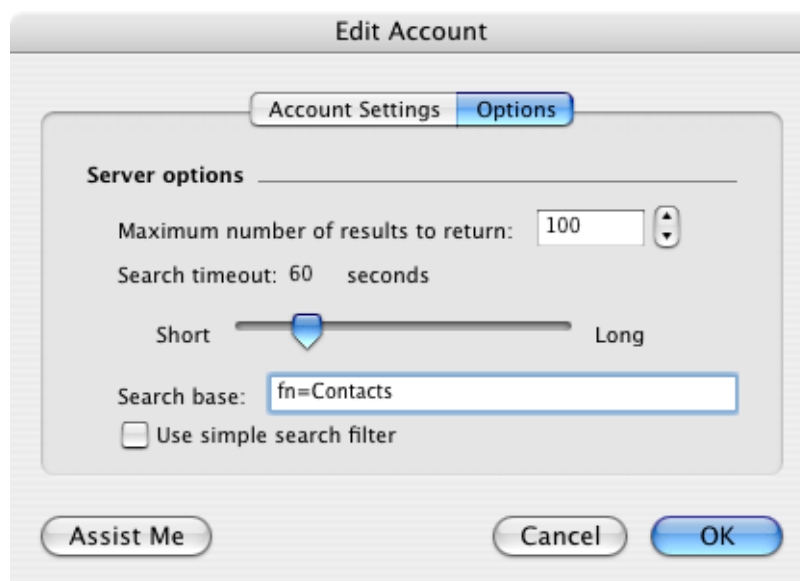 Edit Account
Account Settings Options
Server options
Maximum number of results to return: 100
Search timeout: 60 seconds
Short Long
Search base: fn=Contacts
Use simple search filter
Assist Me Cancel OK